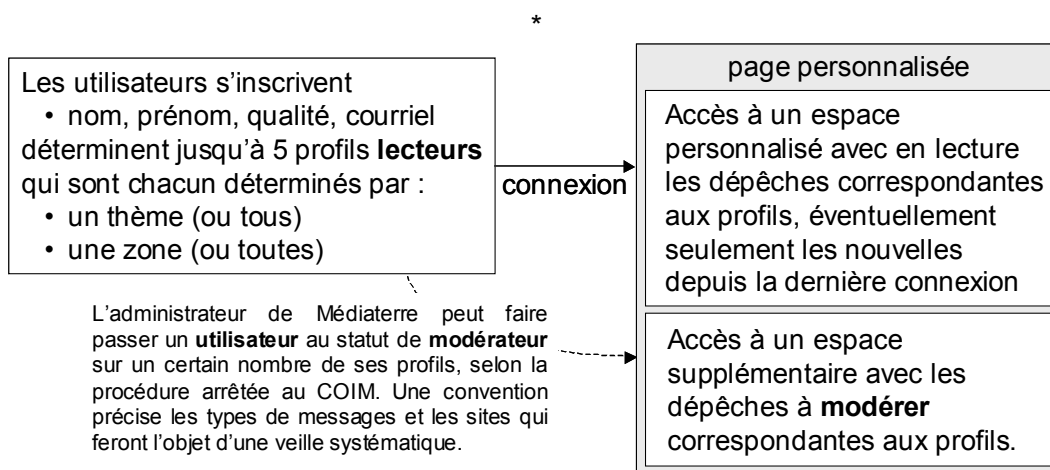 *
Les utilisateurs s'inscrivent
• nom, prénom, qualité, courriel
déterminent jusqu'à 5 profils lecteurs
qui sont chacun déterminés par :
• un thème (ou tous)
• une zone (ou toutes)
connexion
page personnalisée
Accès à un espace
personnalisé avec en lecture
les dépêches correspondantes
aux profils, éventuellement
seulement les nouvelles
depuis la dernière connexion
L'administrateur de Médiaterre peut faire
passer un utilisateur au statut de modérateur
sur un certain nombre de ses profils, selon la
procédure arrêtée au COIM. Une convention
précise les types de messages et les sites qui
feront l'objet d'une veille systématique.
Accès à un espace
supplémentaire avec les
dépêches à modérer
correspondantes aux profils.